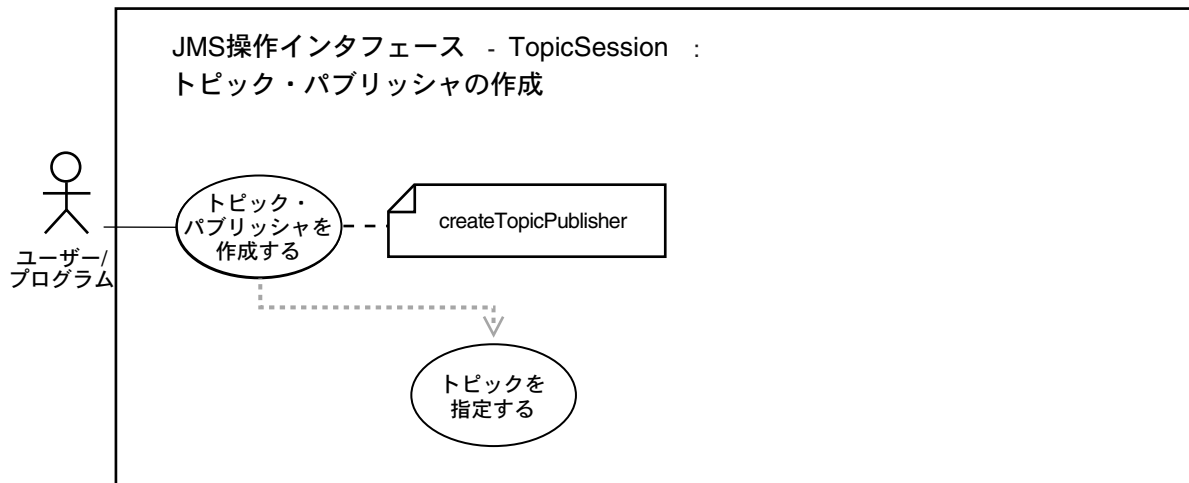 JMS操作インタフェース - TopicSession :
トピック・パブリッシャの作成
トピック・
パブリッシャを
作成する
createTopicPublisher
ユーザー/
プログラム
トピックを
指定する